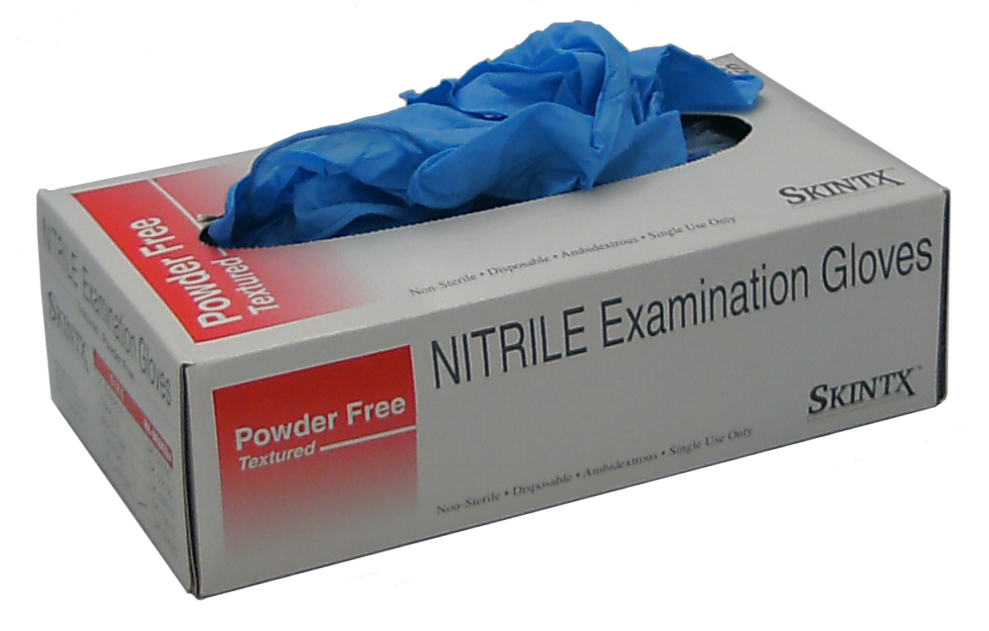 SKINTX
Non-Sterile • Disposable • Ambidextrous • Single Use Only
Powder Free
Textured
NITRILE Examination Gloves
SKINTX
Powder Free
Textured
NITRILE Examination Gloves
SKINTX
Non-Sterile • Disposable • Ambidextrous • Single Use Only